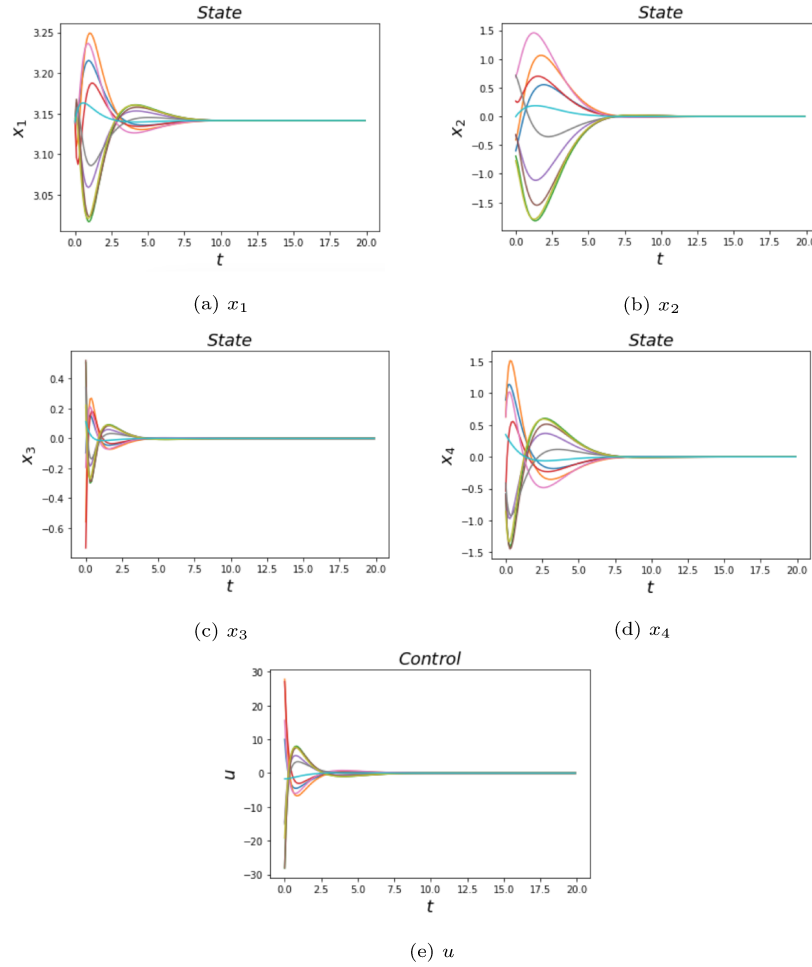 State
3.25
3.20
3.15
3.10
3.05
x₁
0.0 2.5 5.0 7.5 10.0 12.5 15.0 17.5 20.0
t
(a) x₁
State
1.5
1.0
0.5
0.0
−0.5
−1.0
−1.5
x₂
0.0 2.5 5.0 7.5 10.0 12.5 15.0 17.5 20.0
t
(b) x₂
State
0.4
0.2
0.0
−0.2
−0.4
−0.6
x₃
0.0 2.5 5.0 7.5 10.0 12.5 15.0 17.5 20.0
t
(c) x₃
State
1.5
1.0
0.5
0.0
−0.5
−1.0
−1.5
x₄
0.0 2.5 5.0 7.5 10.0 12.5 15.0 17.5 20.0
t
(d) x₄
Control
30
20
10
0
−10
−20
−30
u
0.0 2.5 5.0 7.5 10.0 12.5 15.0 17.5 20.0
t
(e) u